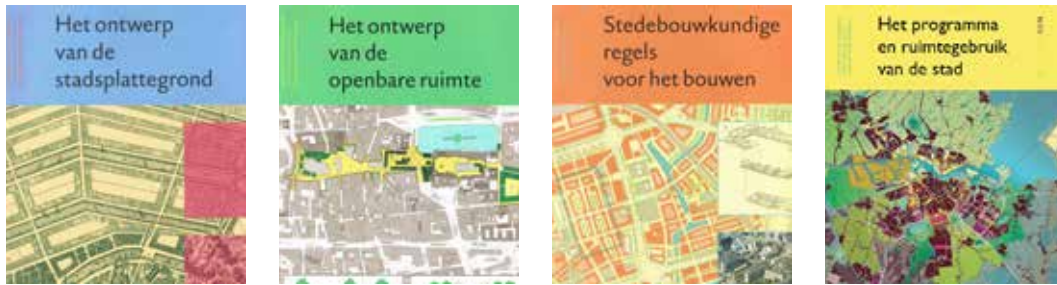 Het ontwerp
van de
stadsplattegrond
Het ontwerp
van de
openbare ruimte
Stedebouwkundige
regels
voor het bouwen
Het programma
en ruimtegebruik
van de stad